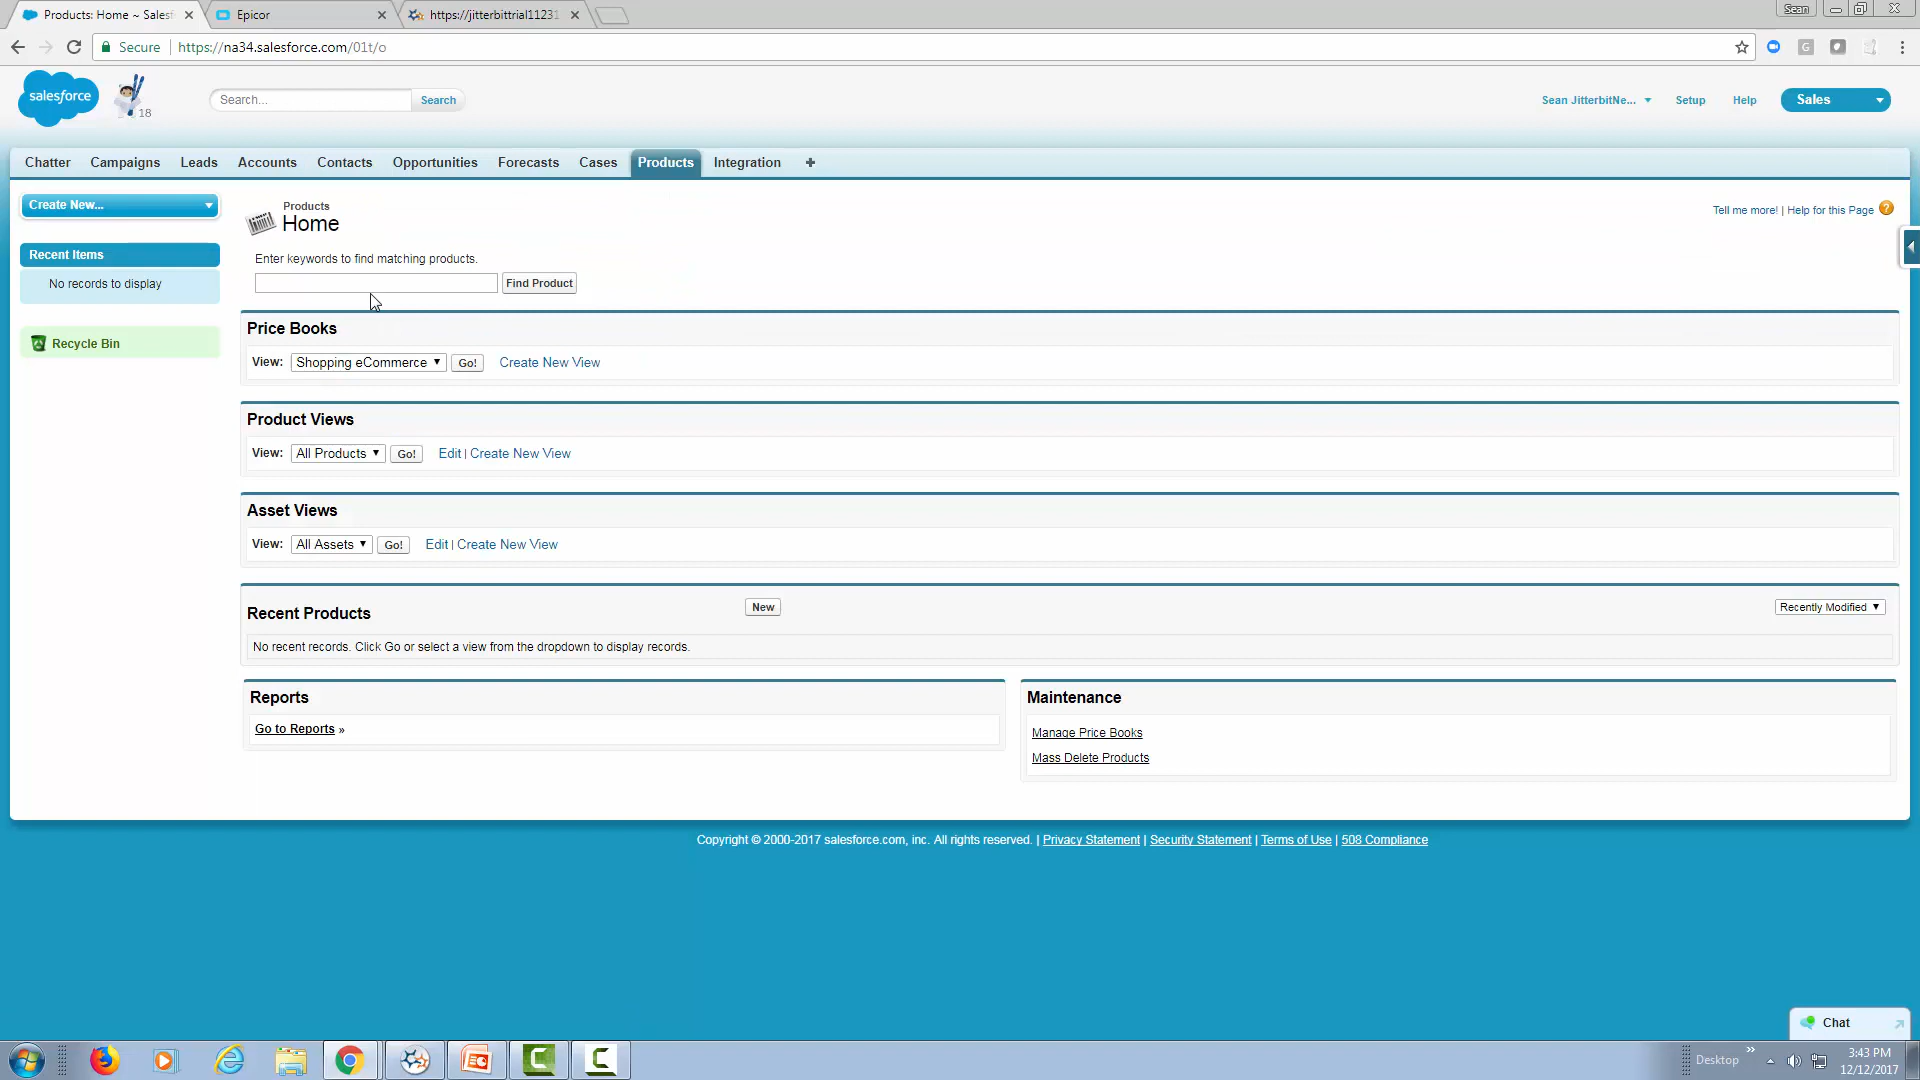 Products: Home ~ Salesf
Epicor
https://jitterbittrial11231
Sean
Secure
https://na34.salesforce.com/01t/o
G
salesforce
18
Search...
Search
Sean JitterbitNe...
Setup
Help
Sales
Chatter
Campaigns
Leads
Accounts
Contacts
Opportunities
Forecasts
Cases
Products
Integration
Create New...
Recent Items
No records to display
Recycle Bin
Products
Home
Tell me more! | Help for this Page
Enter keywords to find matching products.
Find Product
Price Books
View: Shopping eCommerce Go! Create New View
Product Views
View: All Products Go! Edit | Create New View
Asset Views
View: All Assets Go! Edit | Create New View
Recent Products
New
Recently Modified
No recent records. Click Go or select a view from the dropdown to display records.
Reports
Go to Reports »
Maintenance
Manage Price Books
Mass Delete Products
Copyright © 2000-2017 salesforce.com, inc. All rights reserved. | Privacy Statement | Security Statement | Terms of Use | 508 Compliance
Chat
Desktop
3:43 PM
12/12/2017